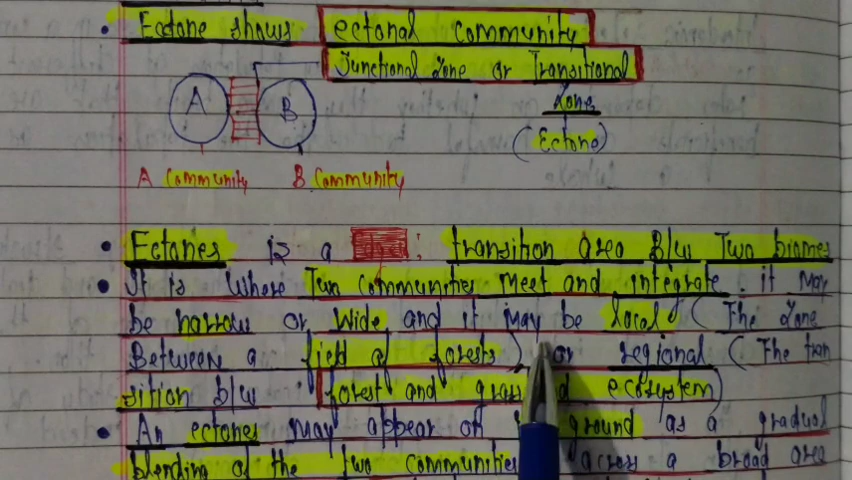 • Ectone shows ectonal community
Junctional Zone or Transitional
Zone
(Ectone)
A B
A Community B Community
• Ectones is a : transition area B/w Two biomes
• It is Where Two Communities Meet and integrate. it May
be narrow or Wide and it May be local (The Zone
Between a field of forests) or regional (The tran
sition b/w forest and ecosystem)
• An ectones May appear on ground as a gradual
blending of the two Communities across a broad area